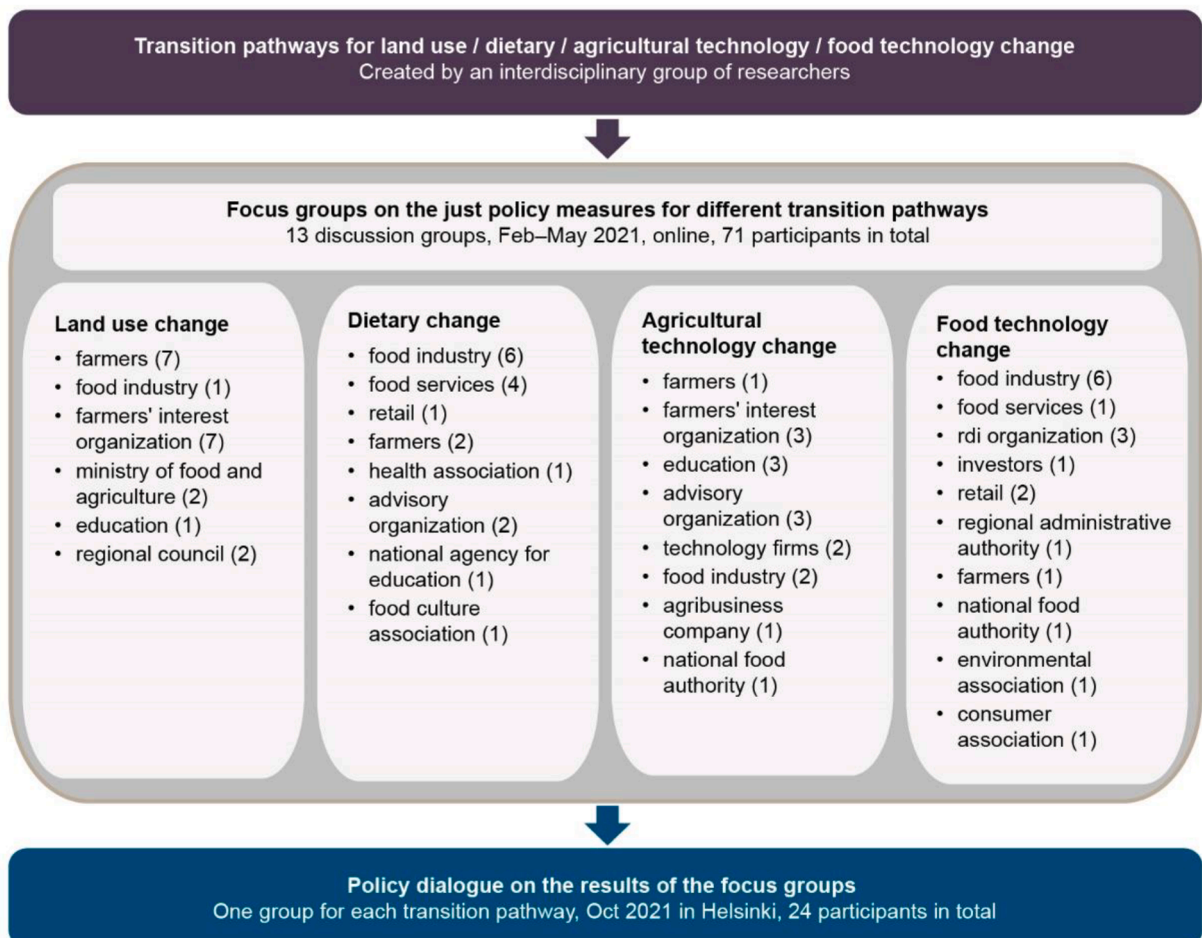 Transition pathways for land use / dietary / agricultural technology / food technology change
Created by an interdisciplinary group of researchers
Focus groups on the just policy measures for different transition pathways
13 discussion groups, Feb–May 2021, online, 71 participants in total
Land use change
• farmers (7)
• food industry (1)
• farmers' interest
organization (7)
• ministry of food and
agriculture (2)
• education (1)
• regional council (2)
Dietary change
• food industry (6)
• food services (4)
• retail (1)
• farmers (2)
• health association (1)
• advisory
organization (2)
• national agency for
education (1)
• food culture
association (1)
Agricultural
technology change
• farmers (1)
• farmers' interest
organization (3)
• education (3)
• advisory
organization (3)
• technology firms (2)
• food industry (2)
• agribusiness
company (1)
• national food
authority (1)
Food technology
change
• food industry (6)
• food services (1)
• rdi organization (3)
• investors (1)
• retail (2)
• regional administrative
authority (1)
• farmers (1)
• national food
authority (1)
• environmental
association (1)
• consumer
association (1)
Policy dialogue on the results of the focus groups
One group for each transition pathway, Oct 2021 in Helsinki, 24 participants in total